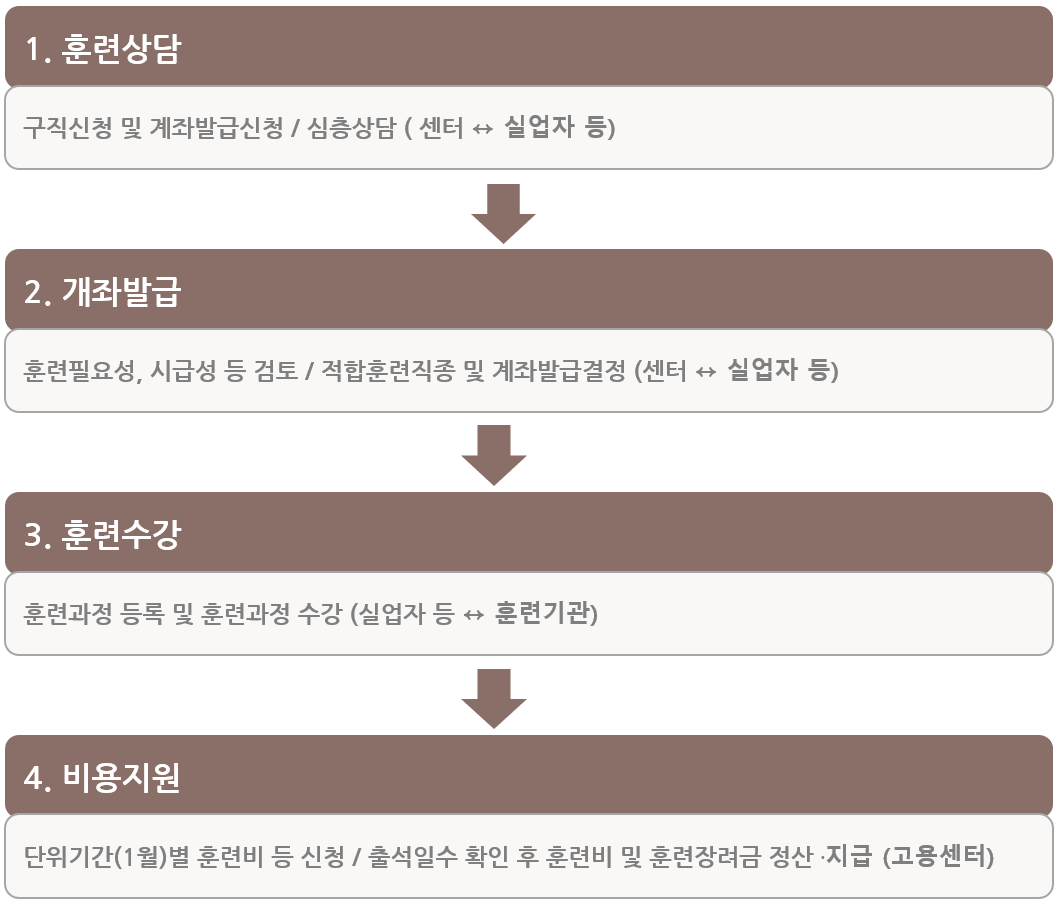 1. 훈련상담
구직신청 및 계좌발급신청 / 심층상담 ( 센터 ↔ 실업자 등)
2. 개좌발급
훈련필요성, 시급성 등 검토 / 적합훈련직종 및 계좌발급결정 (센터 ↔ 실업자 등)
3. 훈련수강
훈련과정 등록 및 훈련과정 수강 (실업자 등 ↔ 훈련기관)
4. 비용지원
단위기간(1월)별 훈련비 등 신청 / 출석일수 확인 후 훈련비 및 훈련장려금 정산 ·지급 (고용센터)